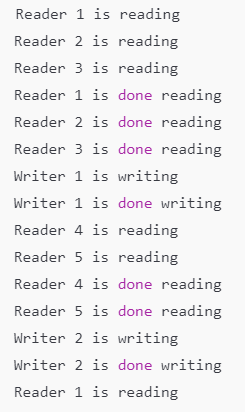 Reader 1 is reading
Reader 2 is reading
Reader 3 is reading
Reader 1 is done reading
Reader 2 is done reading
Reader 3 is done reading
Writer 1 is writing
Writer 1 is done writing
Reader 4 is reading
Reader 5 is reading
Reader 4 is done reading
Reader 5 is done reading
Writer 2 is writing
Writer 2 is done writing
Reader 1 is reading